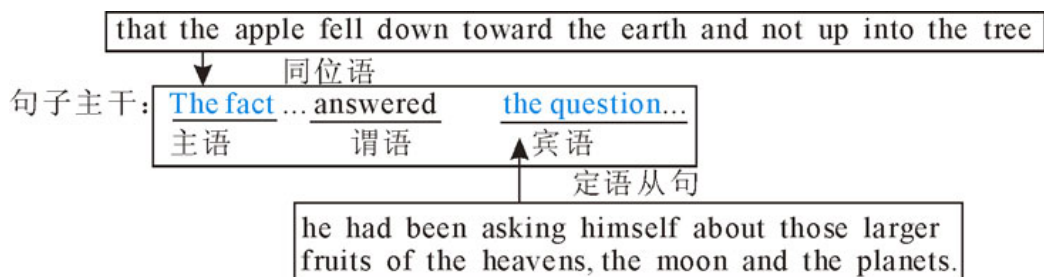 that the apple fell down toward the earth and not up into the tree
同位语
句子主干: The fact ... answered the question...
主语 谓语 宾语
定语从句
he had been asking himself about those larger
fruits of the heavens, the moon and the planets.